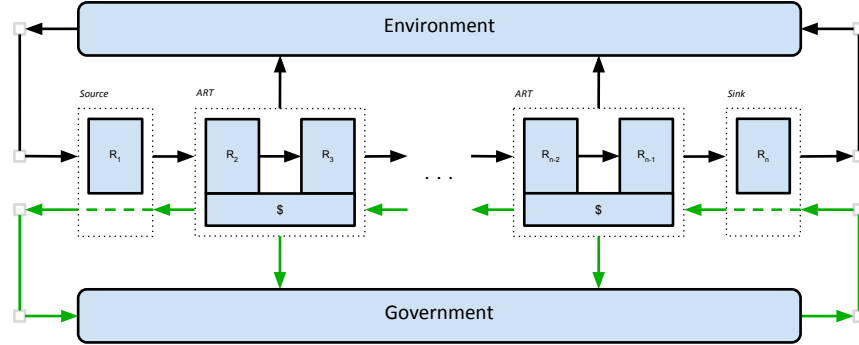 Environment
Source
ART
ART
Sink
R1
R2
R3
. . .
Rn-2
Rn-1
Rn
$
$
Government